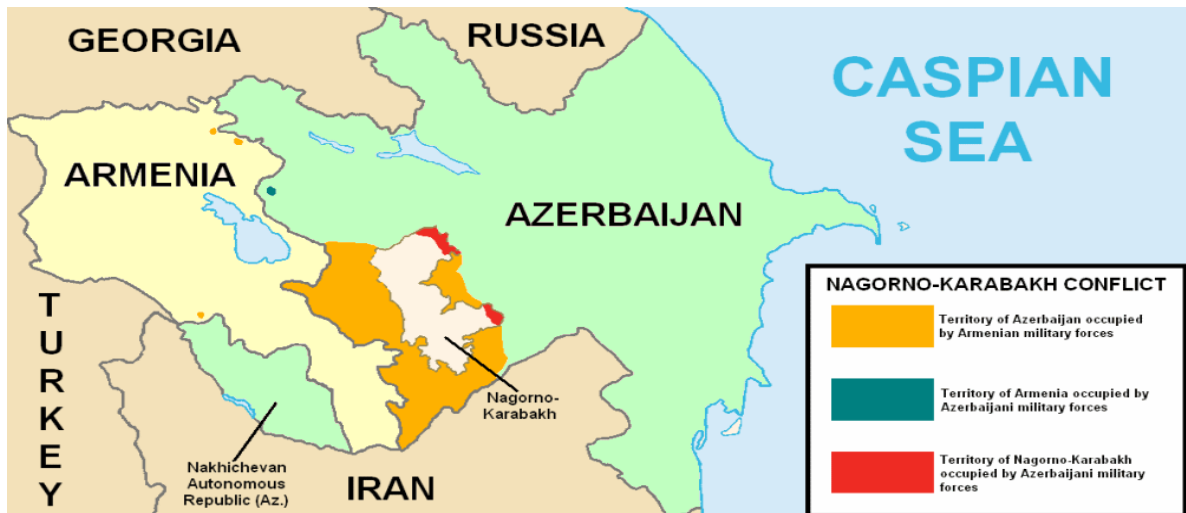 GEORGIA
RUSSIA
CASPIAN
SEA
ARMENIA
AZERBAIJAN
T
U
R
K
E
Y
NAGORNO-KARABAKH CONFLICT
Territory of Azerbaijan occupied
by Armenian military forces
Territory of Armenia occupied by
Azerbaijani military forces
Territory of Nagorno-Karabakh
occupied by Azerbaijani military
forces
Nagorno-
Karabakh
Nakhichevan
Autonomous
Republic (Az.)
IRAN